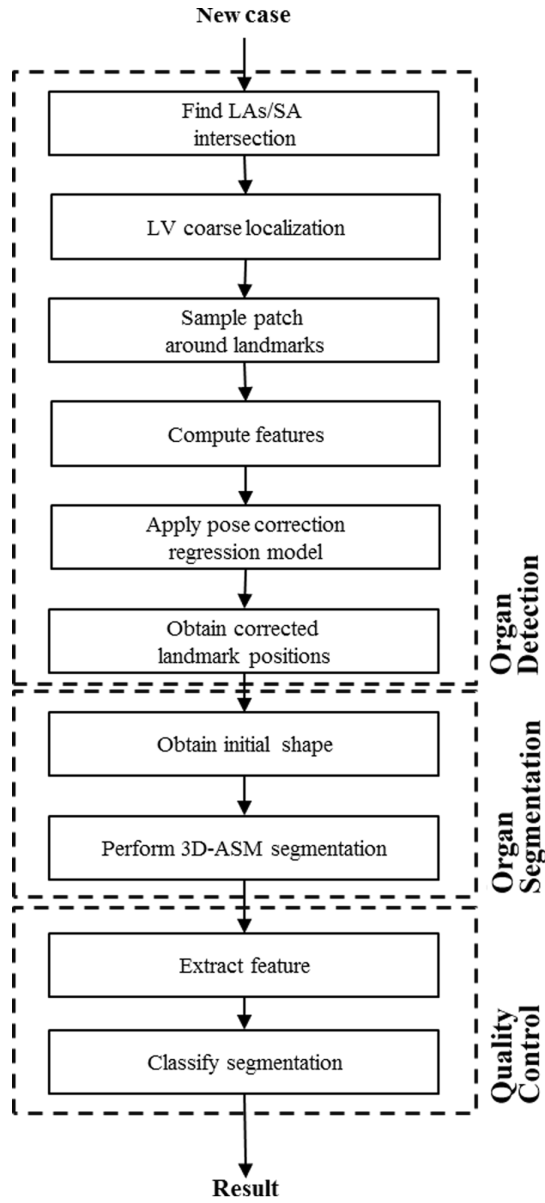 New case
Find LAs/SA
intersection
LV coarse localization
Sample patch
around landmarks
Compute features
Apply pose correction
regression model
Obtain corrected
landmark positions
Organ
Detection
Obtain initial shape
Perform 3D-ASM segmentation
Organ
Segmentation
Extract feature
Classify segmentation
Quality
Control
Result